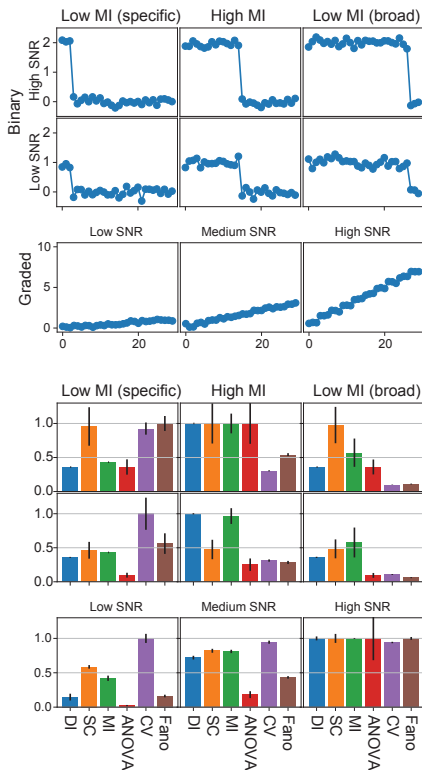 Low MI (specific) High MI Low MI (broad)
Binary
High SNR
2
1
0
Low SNR
2
1
0
Low SNR Medium SNR High SNR
Graded
10
5
0
0 20 0 20 0 20
Low MI (specific) High MI Low MI (broad)
1.0
0.5
0.0
1.0
0.5
0.0
Low SNR Medium SNR High SNR
1.0
0.5
0.0
DI SC MI ANOVA CV Fano DI SC MI ANOVA CV Fano DI SC MI ANOVA CV Fano